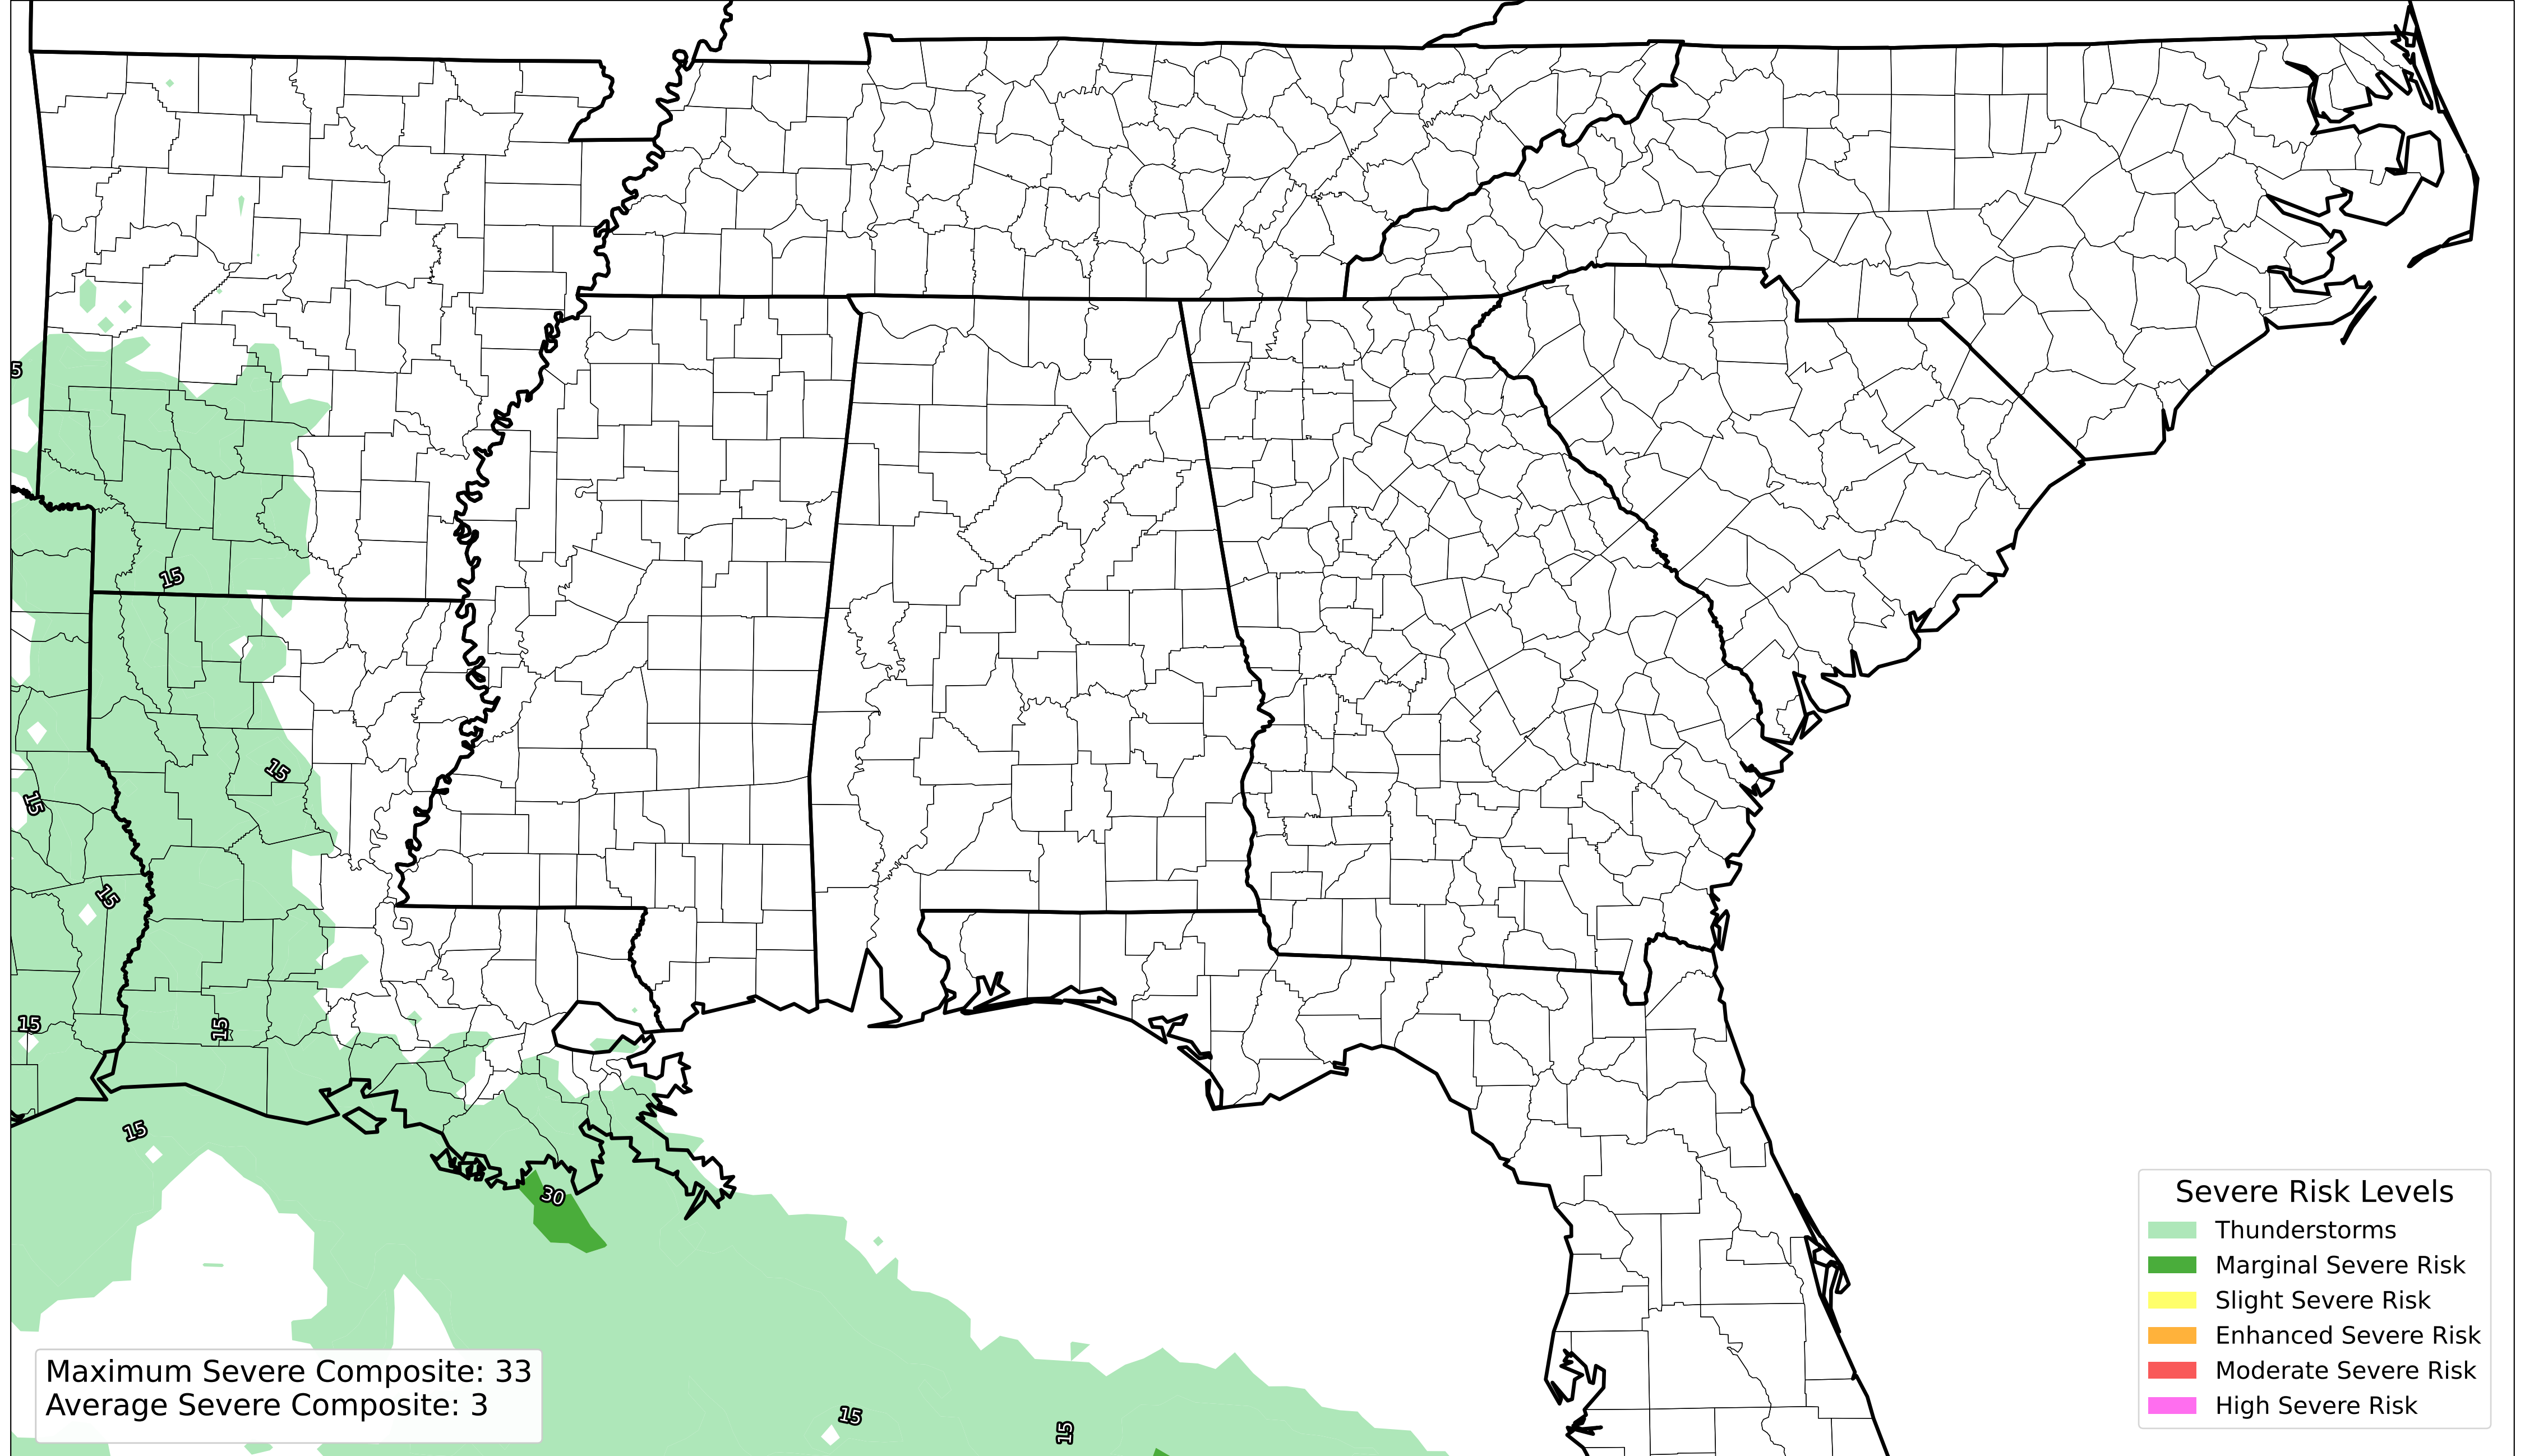 5
15
15
15
15
15
15
15
30
15
15
Severe Risk Levels
Thunderstorms
Marginal Severe Risk
Slight Severe Risk
Enhanced Severe Risk
Moderate Severe Risk
High Severe Risk
Maximum Severe Composite: 33
Average Severe Composite: 3